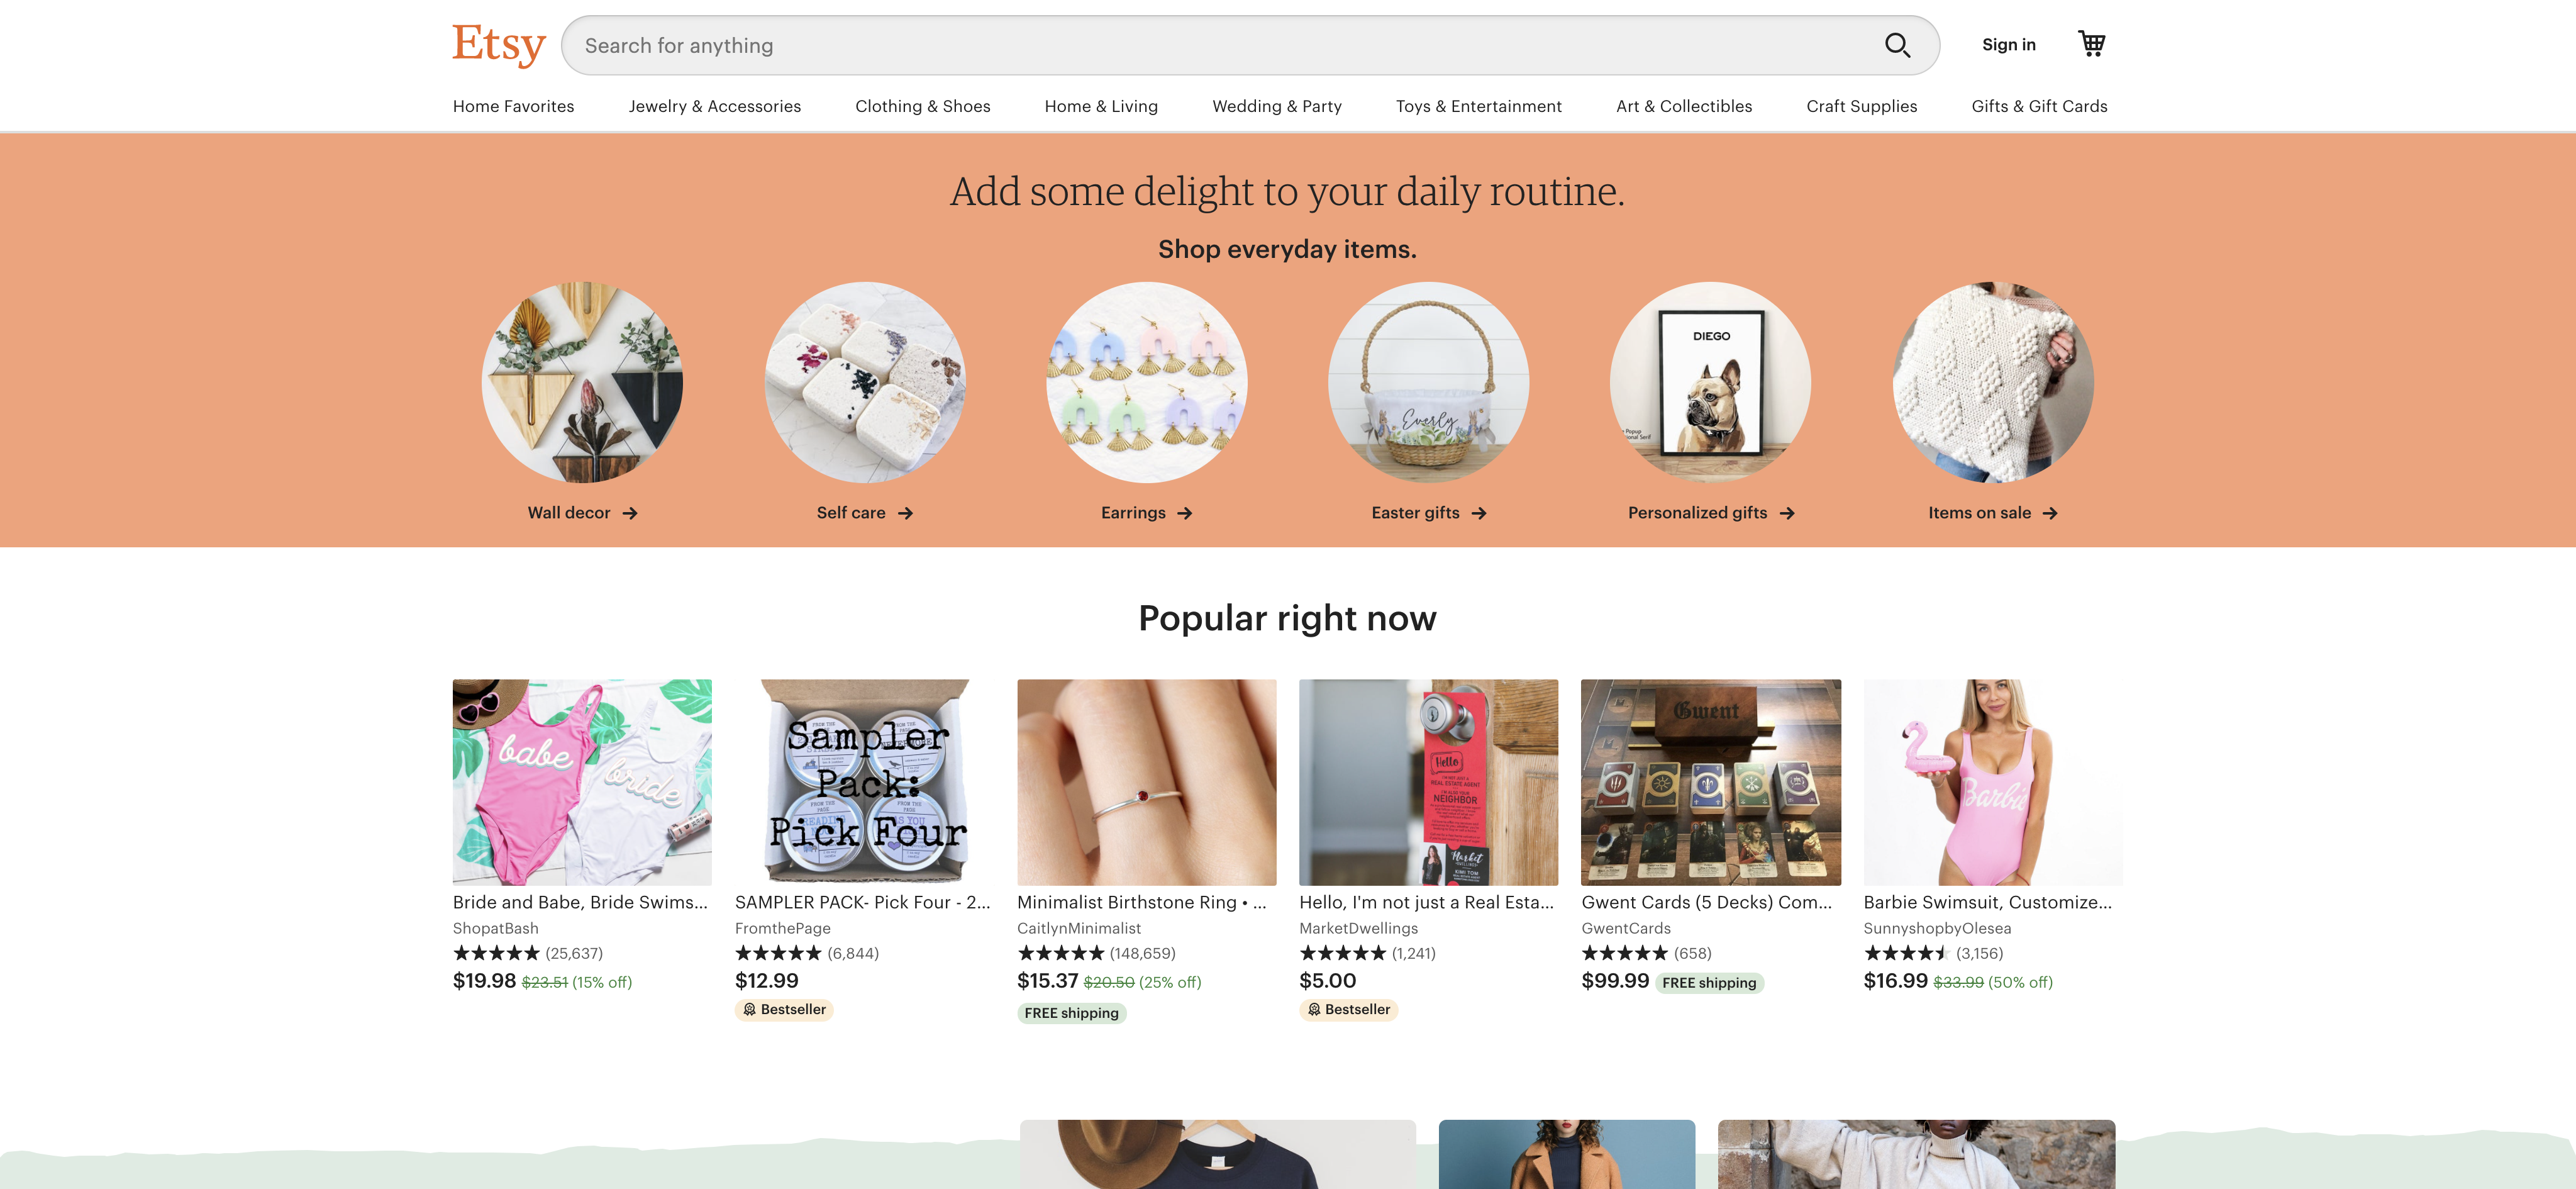 Etsy
Search for anything
Sign in
Home Favorites
Jewelry & Accessories
Clothing & Shoes
Home & Living
Wedding & Party
Toys & Entertainment
Art & Collectibles
Craft Supplies
Gifts & Gift Cards
Add some delight to your daily routine.
Shop everyday items.
Everly
DIEGO
Wall decor
Self care
Earrings
Easter gifts
Personalized gifts
Items on sale
Popular right now
babe
bride
Sampler
Pack:
Pick Four
Hello
REAL ESTATE AGENT
NEIGHBOR
Market
KIMI TOM
Gwent
Barbie
Bride and Babe, Bride Swims...
ShopatBash
(25,637)
$19.98 $23.51 (15% off)
SAMPLER PACK- Pick Four - 2...
FromthePage
(6,844)
$12.99
Bestseller
Minimalist Birthstone Ring • ...
CaitlynMinimalist
(148,659)
$15.37 $20.50 (25% off)
FREE shipping
Hello, I'm not just a Real Esta...
MarketDwellings
(1,241)
$5.00
Bestseller
Gwent Cards (5 Decks) Com...
GwentCards
(658)
$99.99 FREE shipping
Barbie Swimsuit, Customize...
SunnyshopbyOlesea
(3,156)
$16.99 $33.99 (50% off)